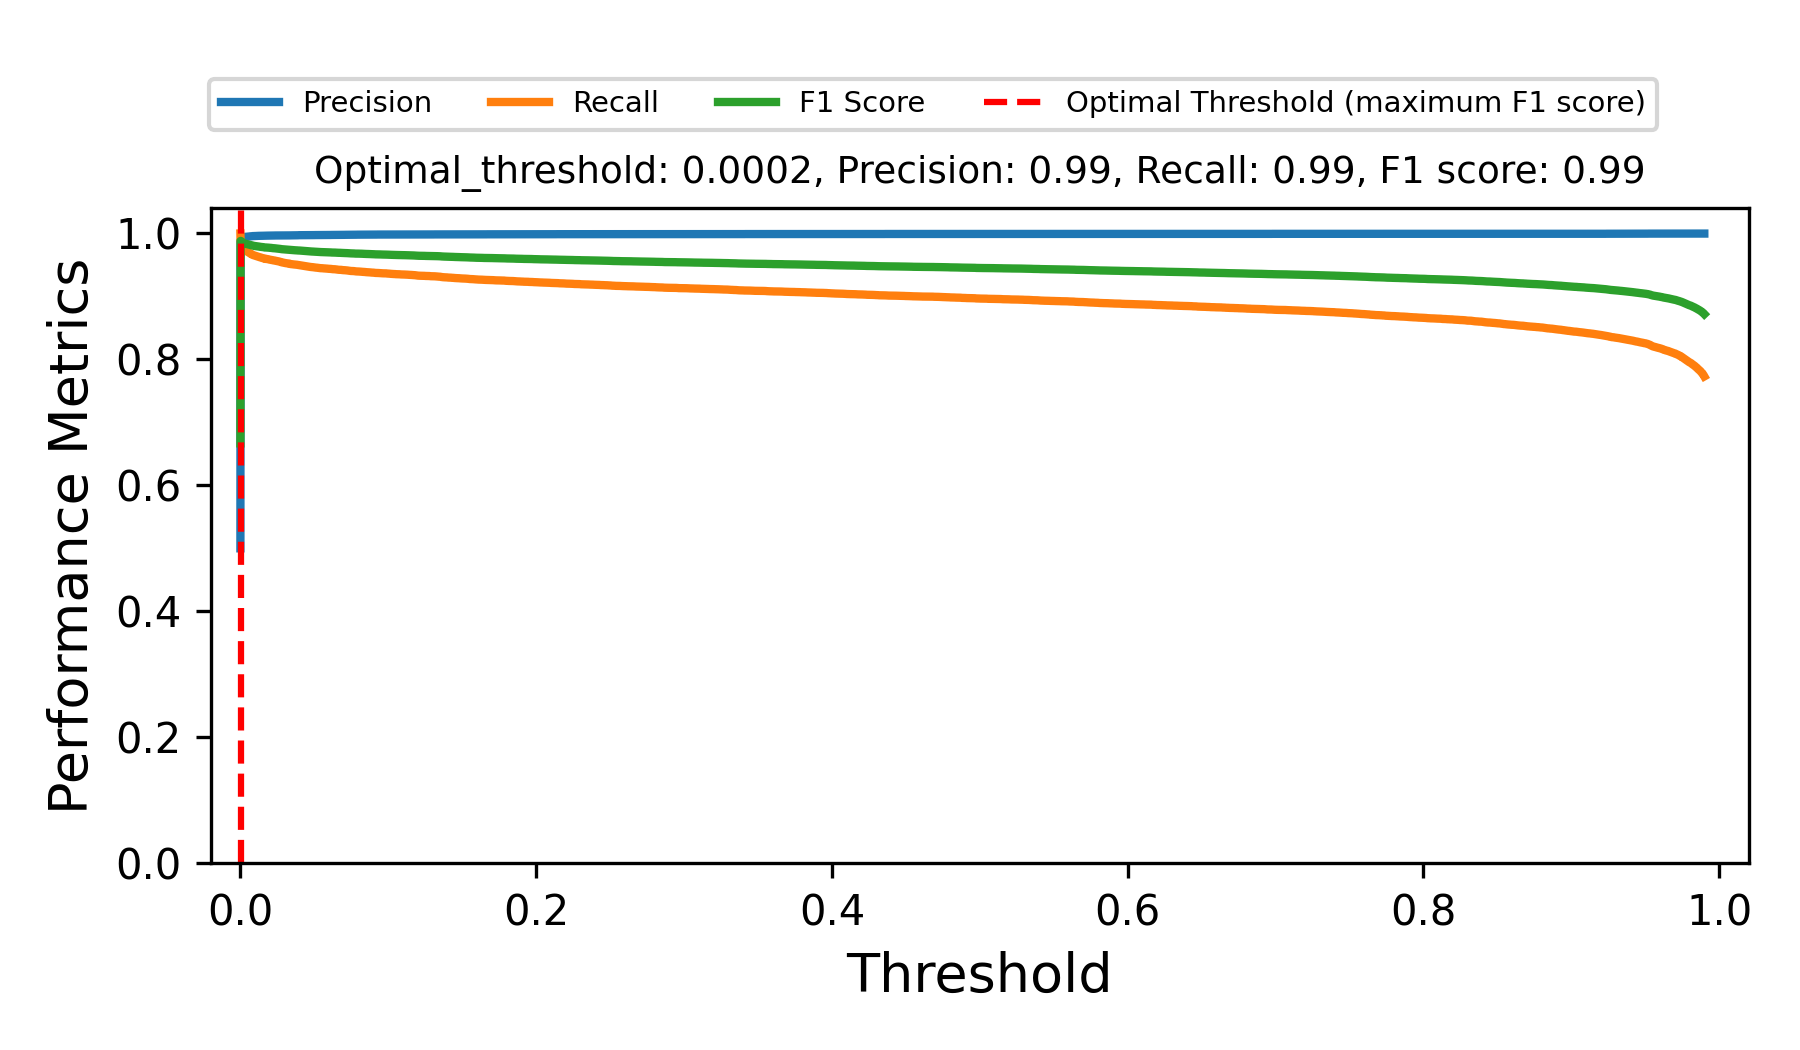 Precision Recall F1 Score Optimal Threshold (maximum F1 score)
Optimal_threshold: 0.0002, Precision: 0.99, Recall: 0.99, F1 score: 0.99
Performance Metrics
1.0
0.8
0.6
0.4
0.2
0.0
0.0 0.2 0.4 0.6 0.8 1.0
Threshold